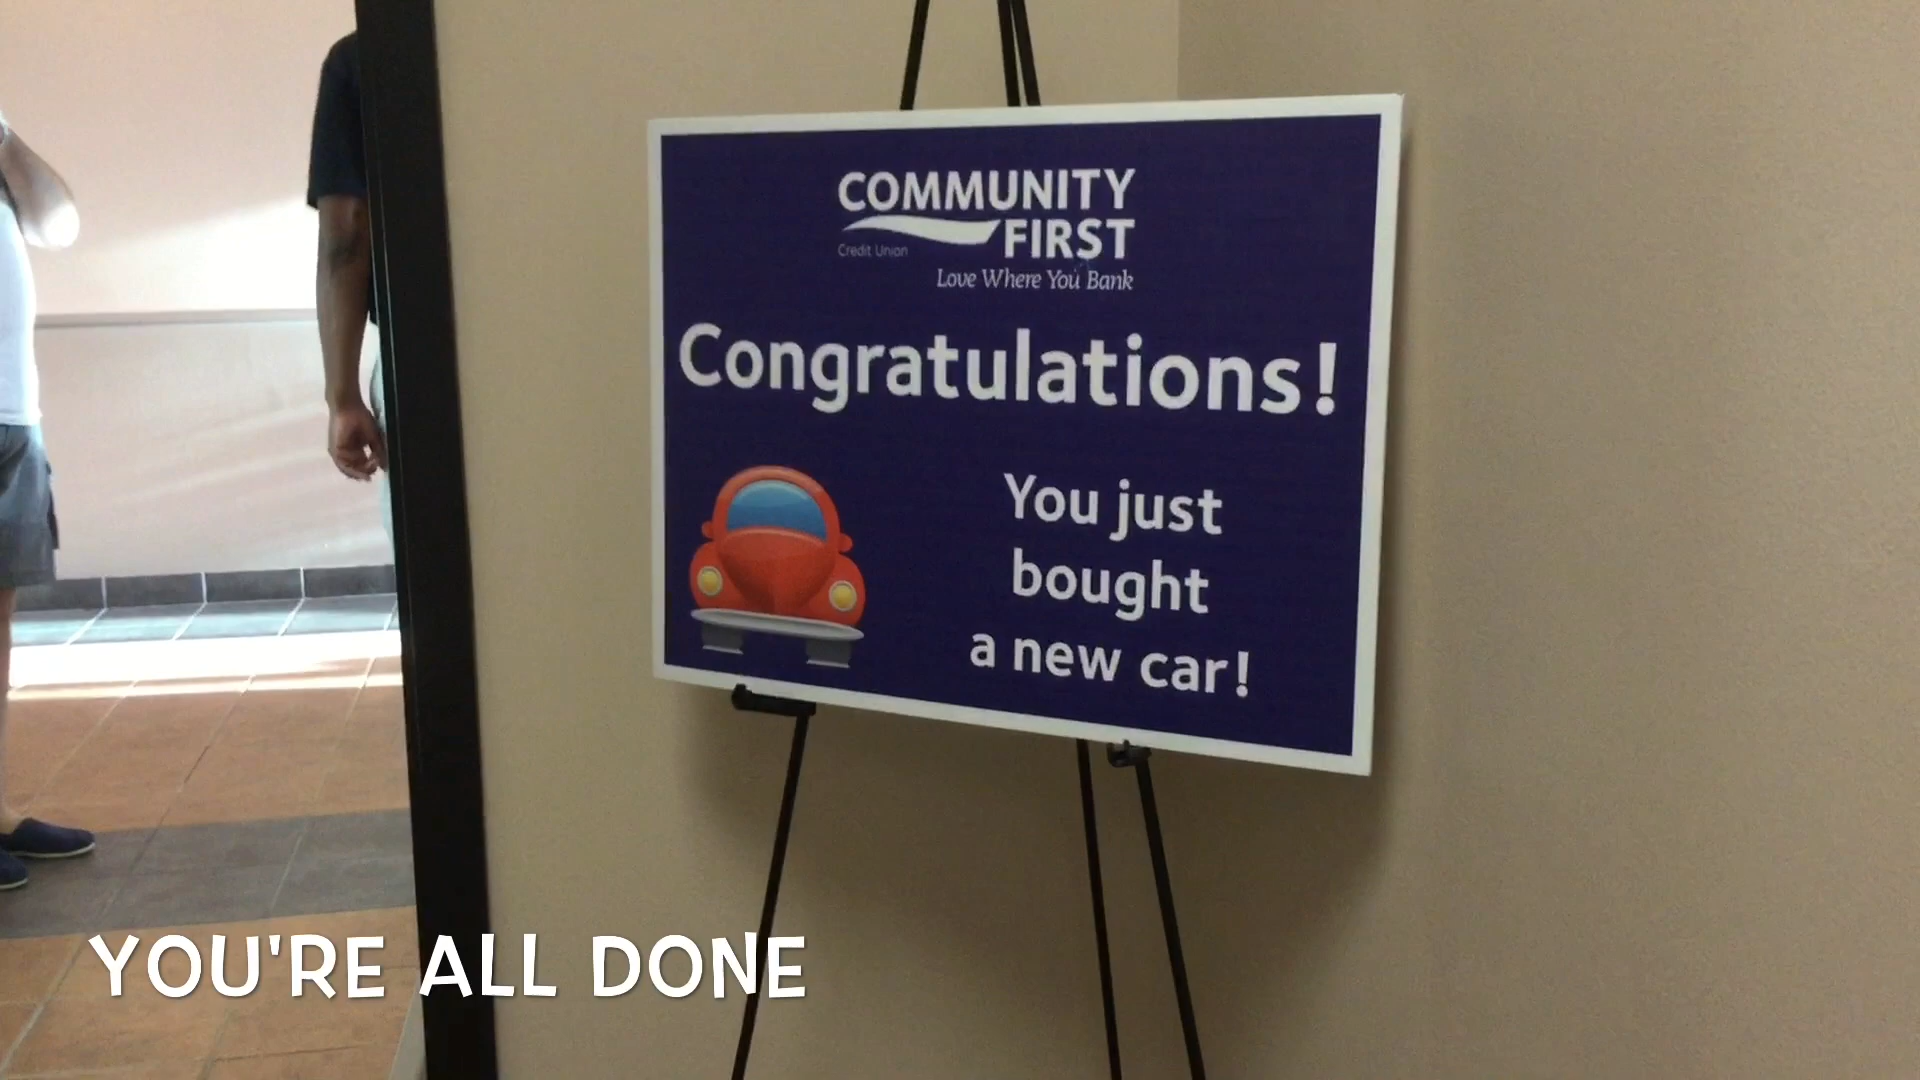 COMMUNITY
FIRST
Credit Union
Love Where You Bank
Congratulations!
You just
bought
a new car!
YOU'RE ALL DONE